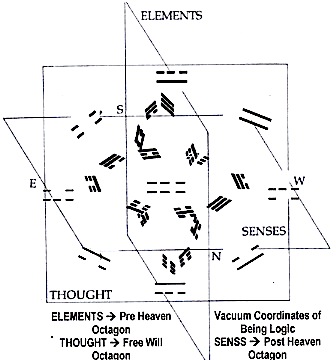 ELEMENTS
S
E
W
N
SENSES
THOUGHT
ELEMENTS → Pre Heaven
Octagon
THOUGHT → Free Will
Octagon
Vacuum Coordinates of
Being Logic
SENS → Post Heaven
Octagon